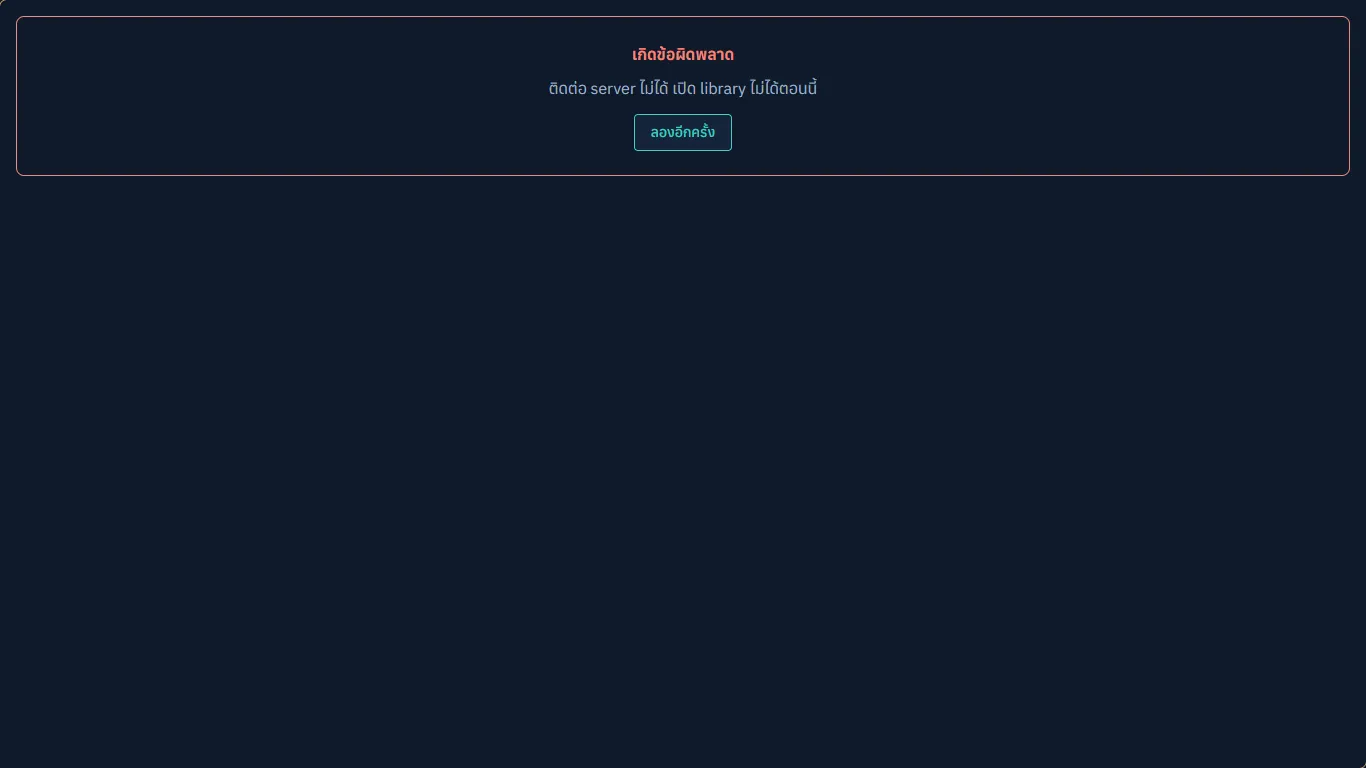 เกิดข้อผิดพลาด
ติดต่อ server ไม่ได้ เปิด library ไม่ได้ตอนนี้
ลองอีกครั้ง